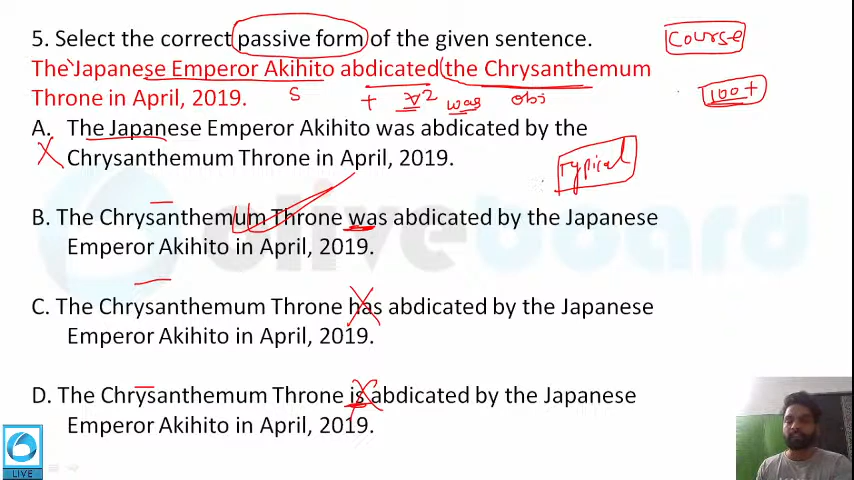 5. Select the correct passive form of the given sentence.
Course
The Japanese Emperor Akihito abdicated the Chrysanthemum
Throne in April, 2019.
S
+ V2 was obj
100+
A. The Japanese Emperor Akihito was abdicated by the
Chrysanthemum Throne in April, 2019.
Typical
B. The Chrysanthemum Throne was abdicated by the Japanese
Emperor Akihito in April, 2019.
oliveboard
C. The Chrysanthemum Throne has abdicated by the Japanese
Emperor Akihito in April, 2019.
D. The Chrysanthemum Throne is abdicated by the Japanese
Emperor Akihito in April, 2019.
LIVE